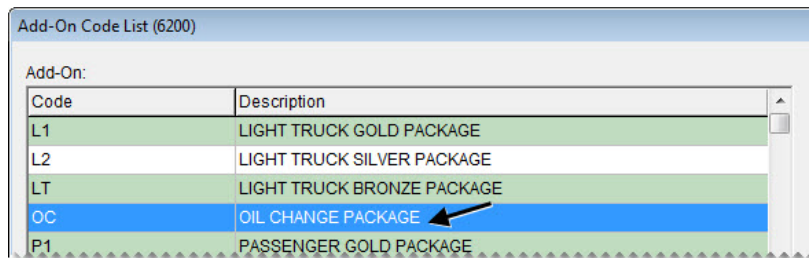 Add-On Code List (6200)
Add-On:
Code Description
L1 LIGHT TRUCK GOLD PACKAGE
L2 LIGHT TRUCK SILVER PACKAGE
LT LIGHT TRUCK BRONZE PACKAGE
OC OIL CHANGE PACKAGE
P1 PASSENGER GOLD PACKAGE